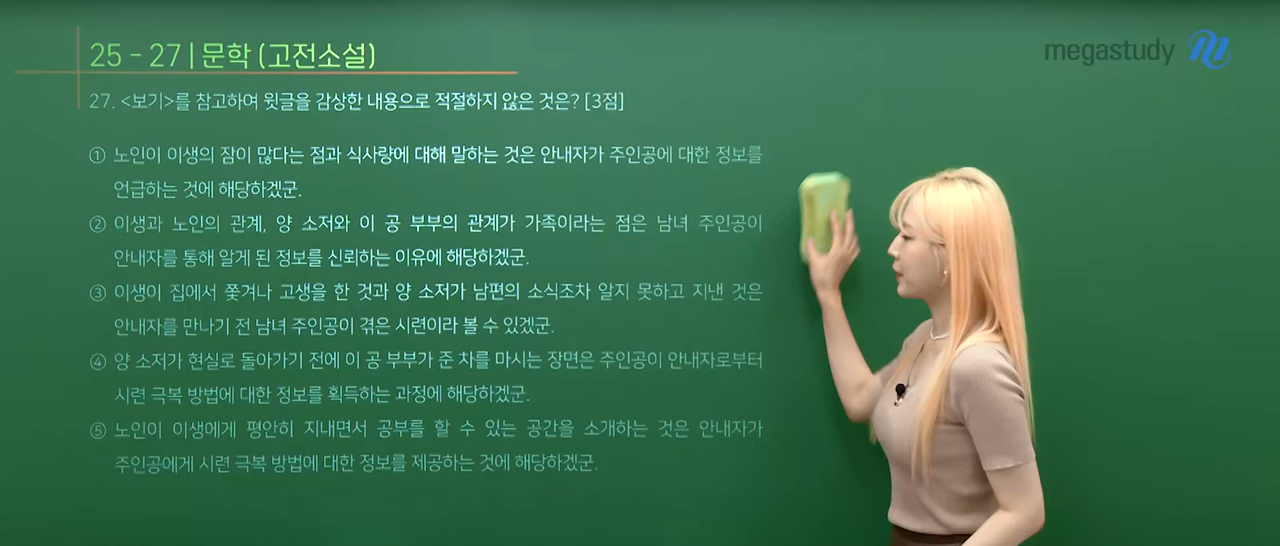 25 - 27 | 문학 (고전소설)
megastudy
27. <보기>를 참고하여 윗글을 감상한 내용으로 적절하지 않은 것은? [3점]
① 노인이 이생의 잠이 많다는 점과 식사량에 대해 말하는 것은 안내자가 주인공에 대한 정보를
언급하는 것에 해당하겠군.
② 이생과 노인의 관계, 양 소저와 이 공 부부의 관계가 가족이라는 점은 남녀 주인공이
안내자를 통해 알게 된 정보를 신뢰하는 이유에 해당하겠군.
③ 이생이 집에서 쫓겨나 고생을 한 것과 양 소저가 남편의 소식조차 알지 못하고 지낸 것은
안내자를 만나기 전 남녀 주인공이 겪은 시련이라 볼 수 있겠군.
④ 양 소저가 현실로 돌아가기 전에 이 공 부부가 준 차를 마시는 장면은 주인공이 안내자로부터
시련 극복 방법에 대한 정보를 획득하는 과정에 해당하겠군.
⑤ 노인이 이생에게 평안히 지내면서 공부를 할 수 있는 공간을 소개하는 것은 안내자가
주인공에게 시련 극복 방법에 대한 정보를 제공하는 것에 해당하겠군.